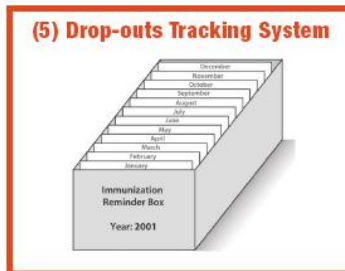 (5) Drop-outs Tracking System
December
November
October
September
August
July
June
May
April
March
February
January
Immunization
Reminder Box
Year: 2001